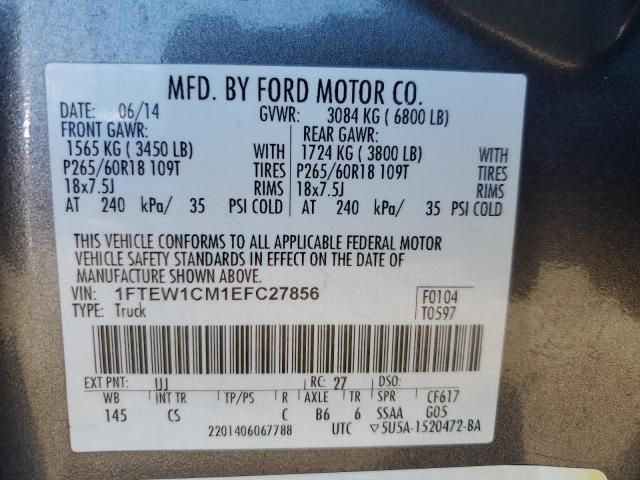 MFD. BY FORD MOTOR CO.
DATE: 06/14 GVWR: 3084 KG ( 6800 LB)
FRONT GAWR: REAR GAWR:
1565 KG ( 3450 LB) WITH 1724 KG ( 3800 LB) WITH
P265/60R18 109T TIRES P265/60R18 109T TIRES
18x7.5J RIMS 18x7.5J RIMS
AT 240 kPa/ 35 PSI COLD AT 240 kPa/ 35 PSI COLD
THIS VEHICLE CONFORMS TO ALL APPLICABLE FEDERAL MOTOR
VEHICLE SAFETY STANDARDS IN EFFECT ON THE DATE OF
MANUFACTURE SHOWN ABOVE.
VIN: 1FTEW1CM1EFC27856 F0104
TYPE: Truck T0597
EXT PNT: UJ RC: 27 DSO:
WB INT TR TP/PS R AXLE TR SPR CF617
145 CS C B6 6 SSAA G05
2201406067788 UTC ▽5U5A-1520472-BA